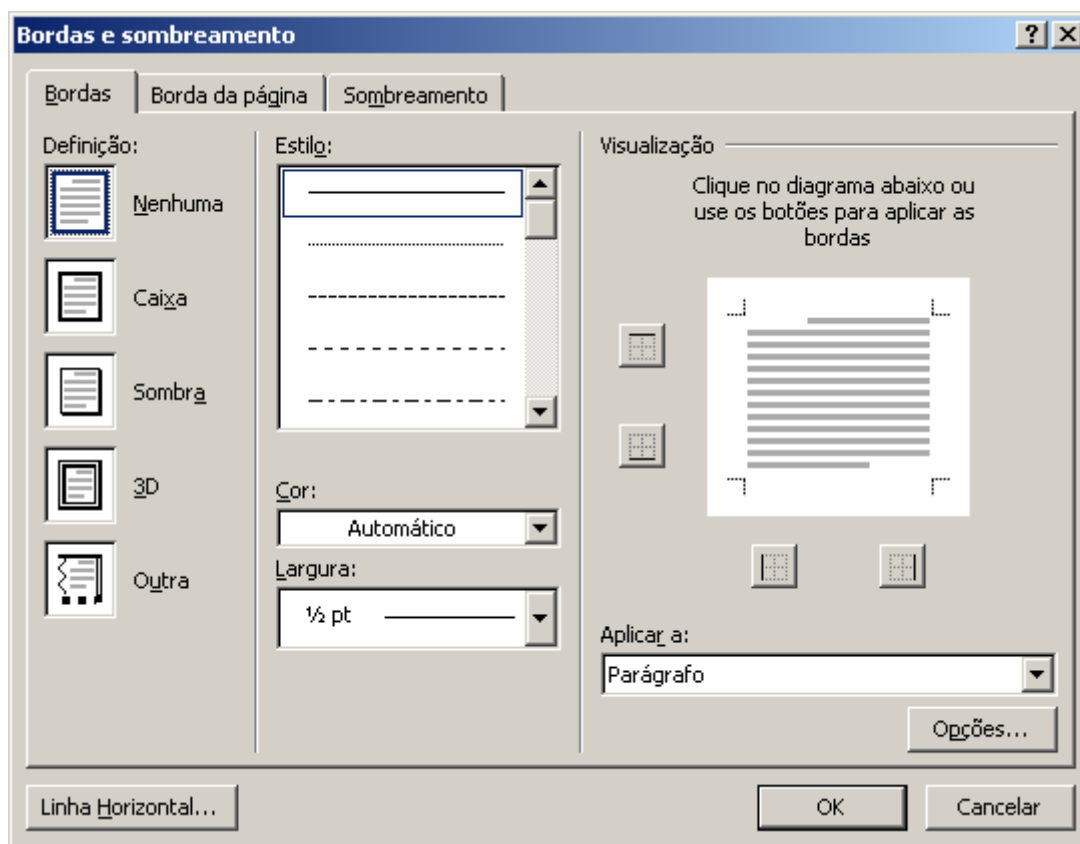 Bordas e sombreamento
Bordas
Borda da página
Sombreamento
Definição:
Nenhuma
Caixa
Sombra
3D
Outra
Estilo:
Cor:
Automático
Largura:
½ pt
Visualização
Clique no diagrama abaixo ou
use os botões para aplicar as
bordas
Aplicar a:
Parágrafo
Opções...
Linha Horizontal...
OK
Cancelar